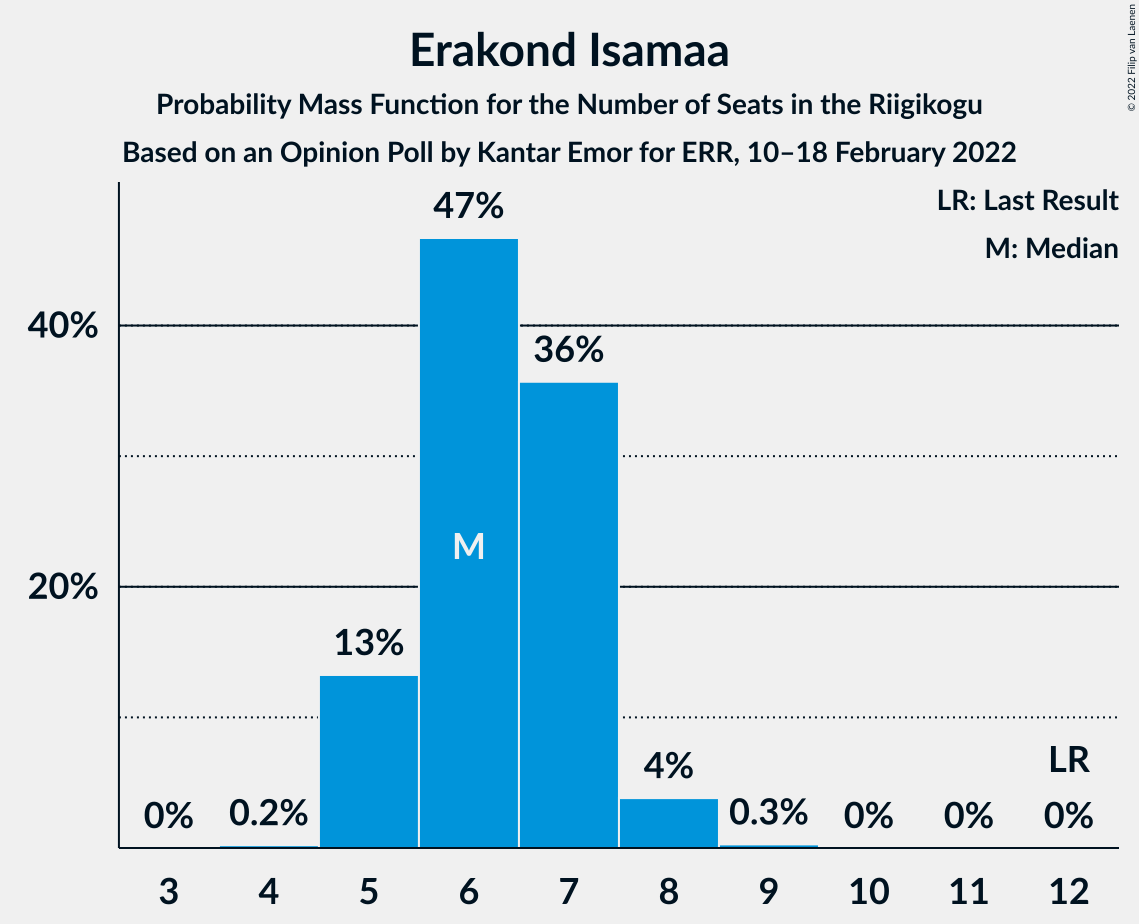 Erakond Isamaa
Probability Mass Function for the Number of Seats in the Riigikogu
Based on an Opinion Poll by Kantar Emor for ERR, 10–18 February 2022
© 2022 Filip van Laenen
LR: Last Result
M: Median
47%
40%
36%
M
20%
13%
4%
LR
0%
0.2%
0.3%
0%
0%
0%
3 4 5 6 7 8 9 10 11 12